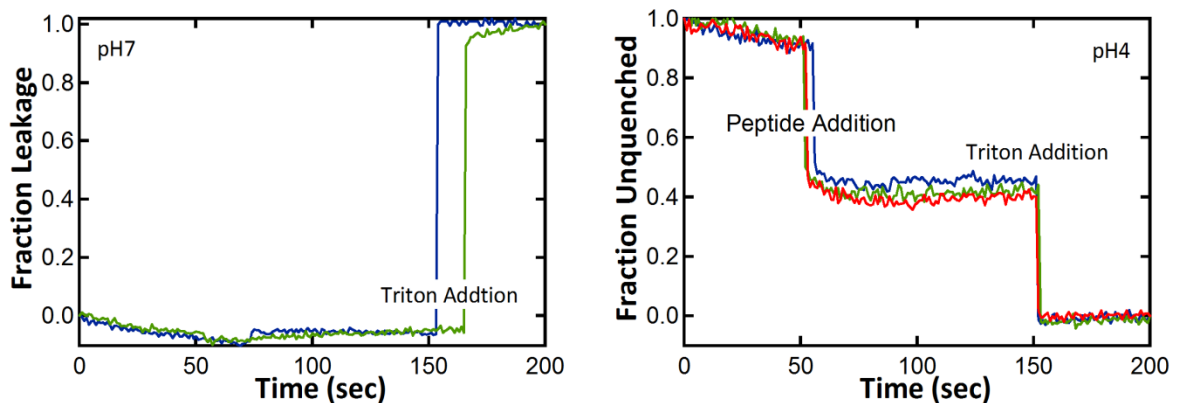 Fraction Leakage
1.0
0.8
0.6
0.4
0.2
0.0
pH7
Triton Addtion
0
50
100
150
200
Time (sec)
Fraction Unquenched
1.0
0.8
0.6
0.4
0.2
0.0
pH4
Peptide Addition
Triton Addition
0
50
100
150
200
Time (sec)